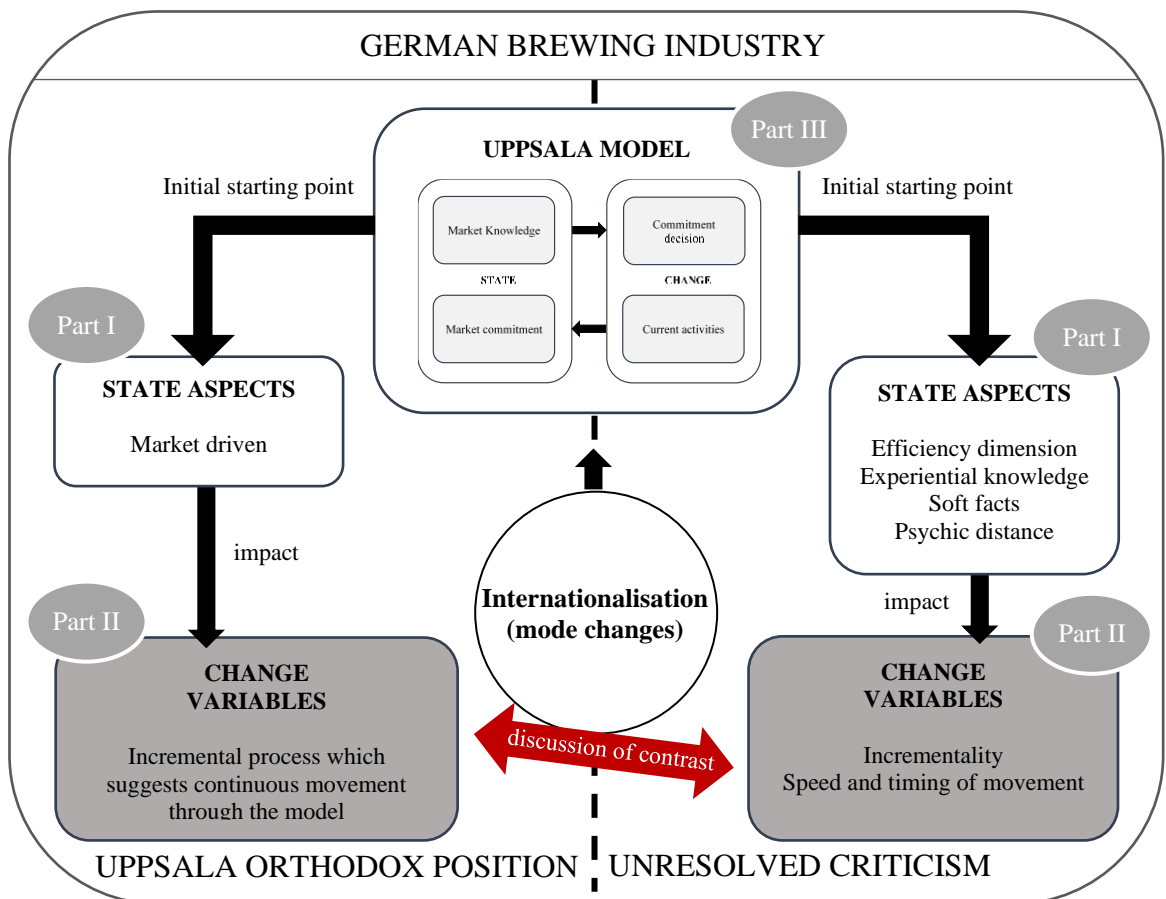 GERMAN BREWING INDUSTRY
Part III
UPPSALA MODEL
Initial starting point
Initial starting point
Market Knowledge
Commitment
decision
STATE
CHANGE
Market commitment
Current activities
Part I
STATE ASPECTS
Market driven
Part I
STATE ASPECTS
Efficiency dimension
Experiential knowledge
Soft facts
Psychic distance
impact
impact
Internationalisation
(mode changes)
Part II
CHANGE
VARIABLES
Incremental process which
suggests continuous movement
through the model
discussion of contrast
Part II
CHANGE
VARIABLES
Incrementality
Speed and timing of movement
UPPSALA ORTHODOX POSITION
UNRESOLVED CRITICISM